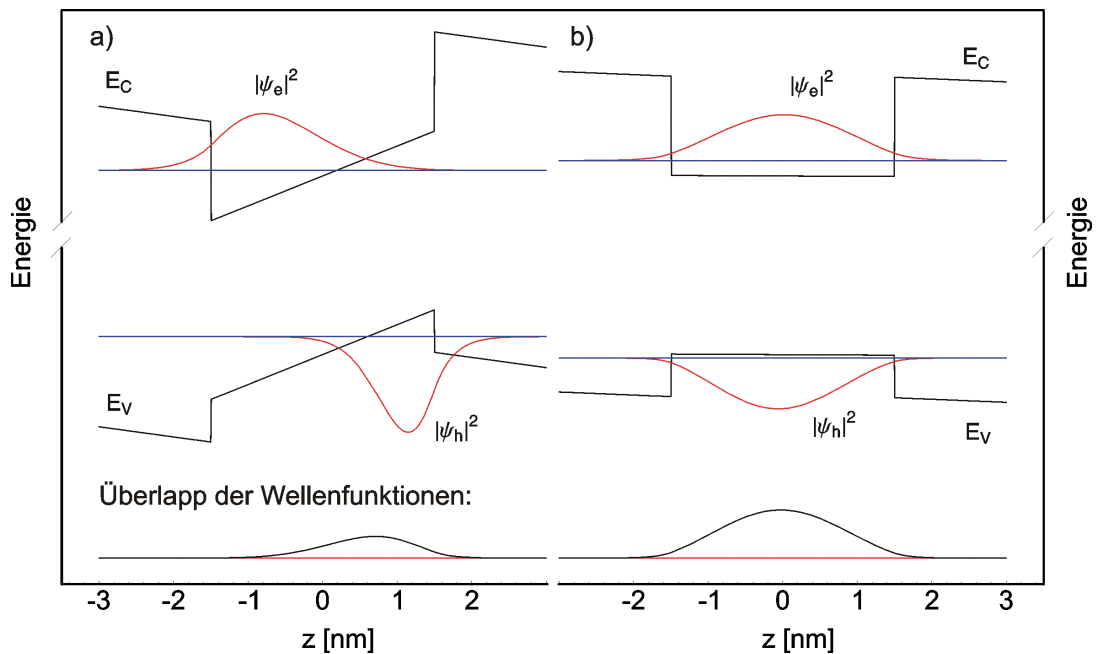 a)
b)
E_C
|ψ_e|²
|ψ_e|²
E_C
Energie
Energie
E_V
|ψ_h|²
|ψ_h|²
E_V
Überlapp der Wellenfunktionen:
-3 -2 -1 0 1 2
-2 -1 0 1 2 3
z [nm]
z [nm]